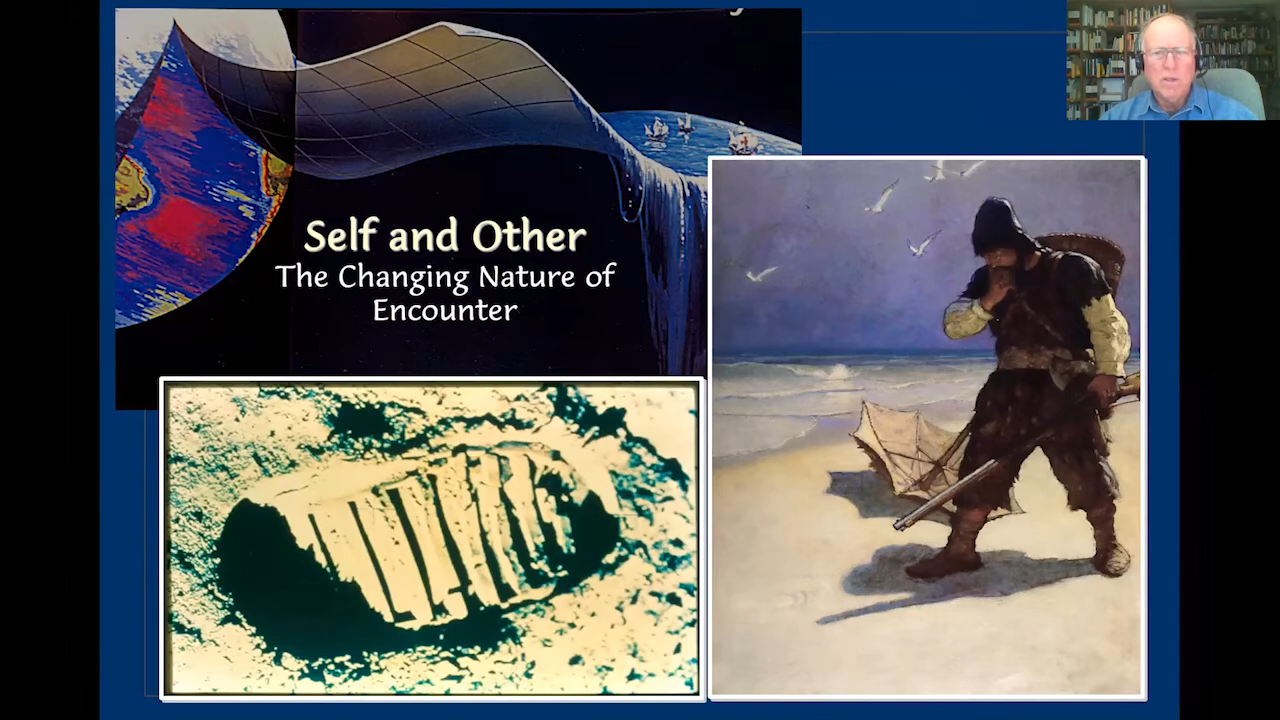 Self and Other
The Changing Nature of
Encounter